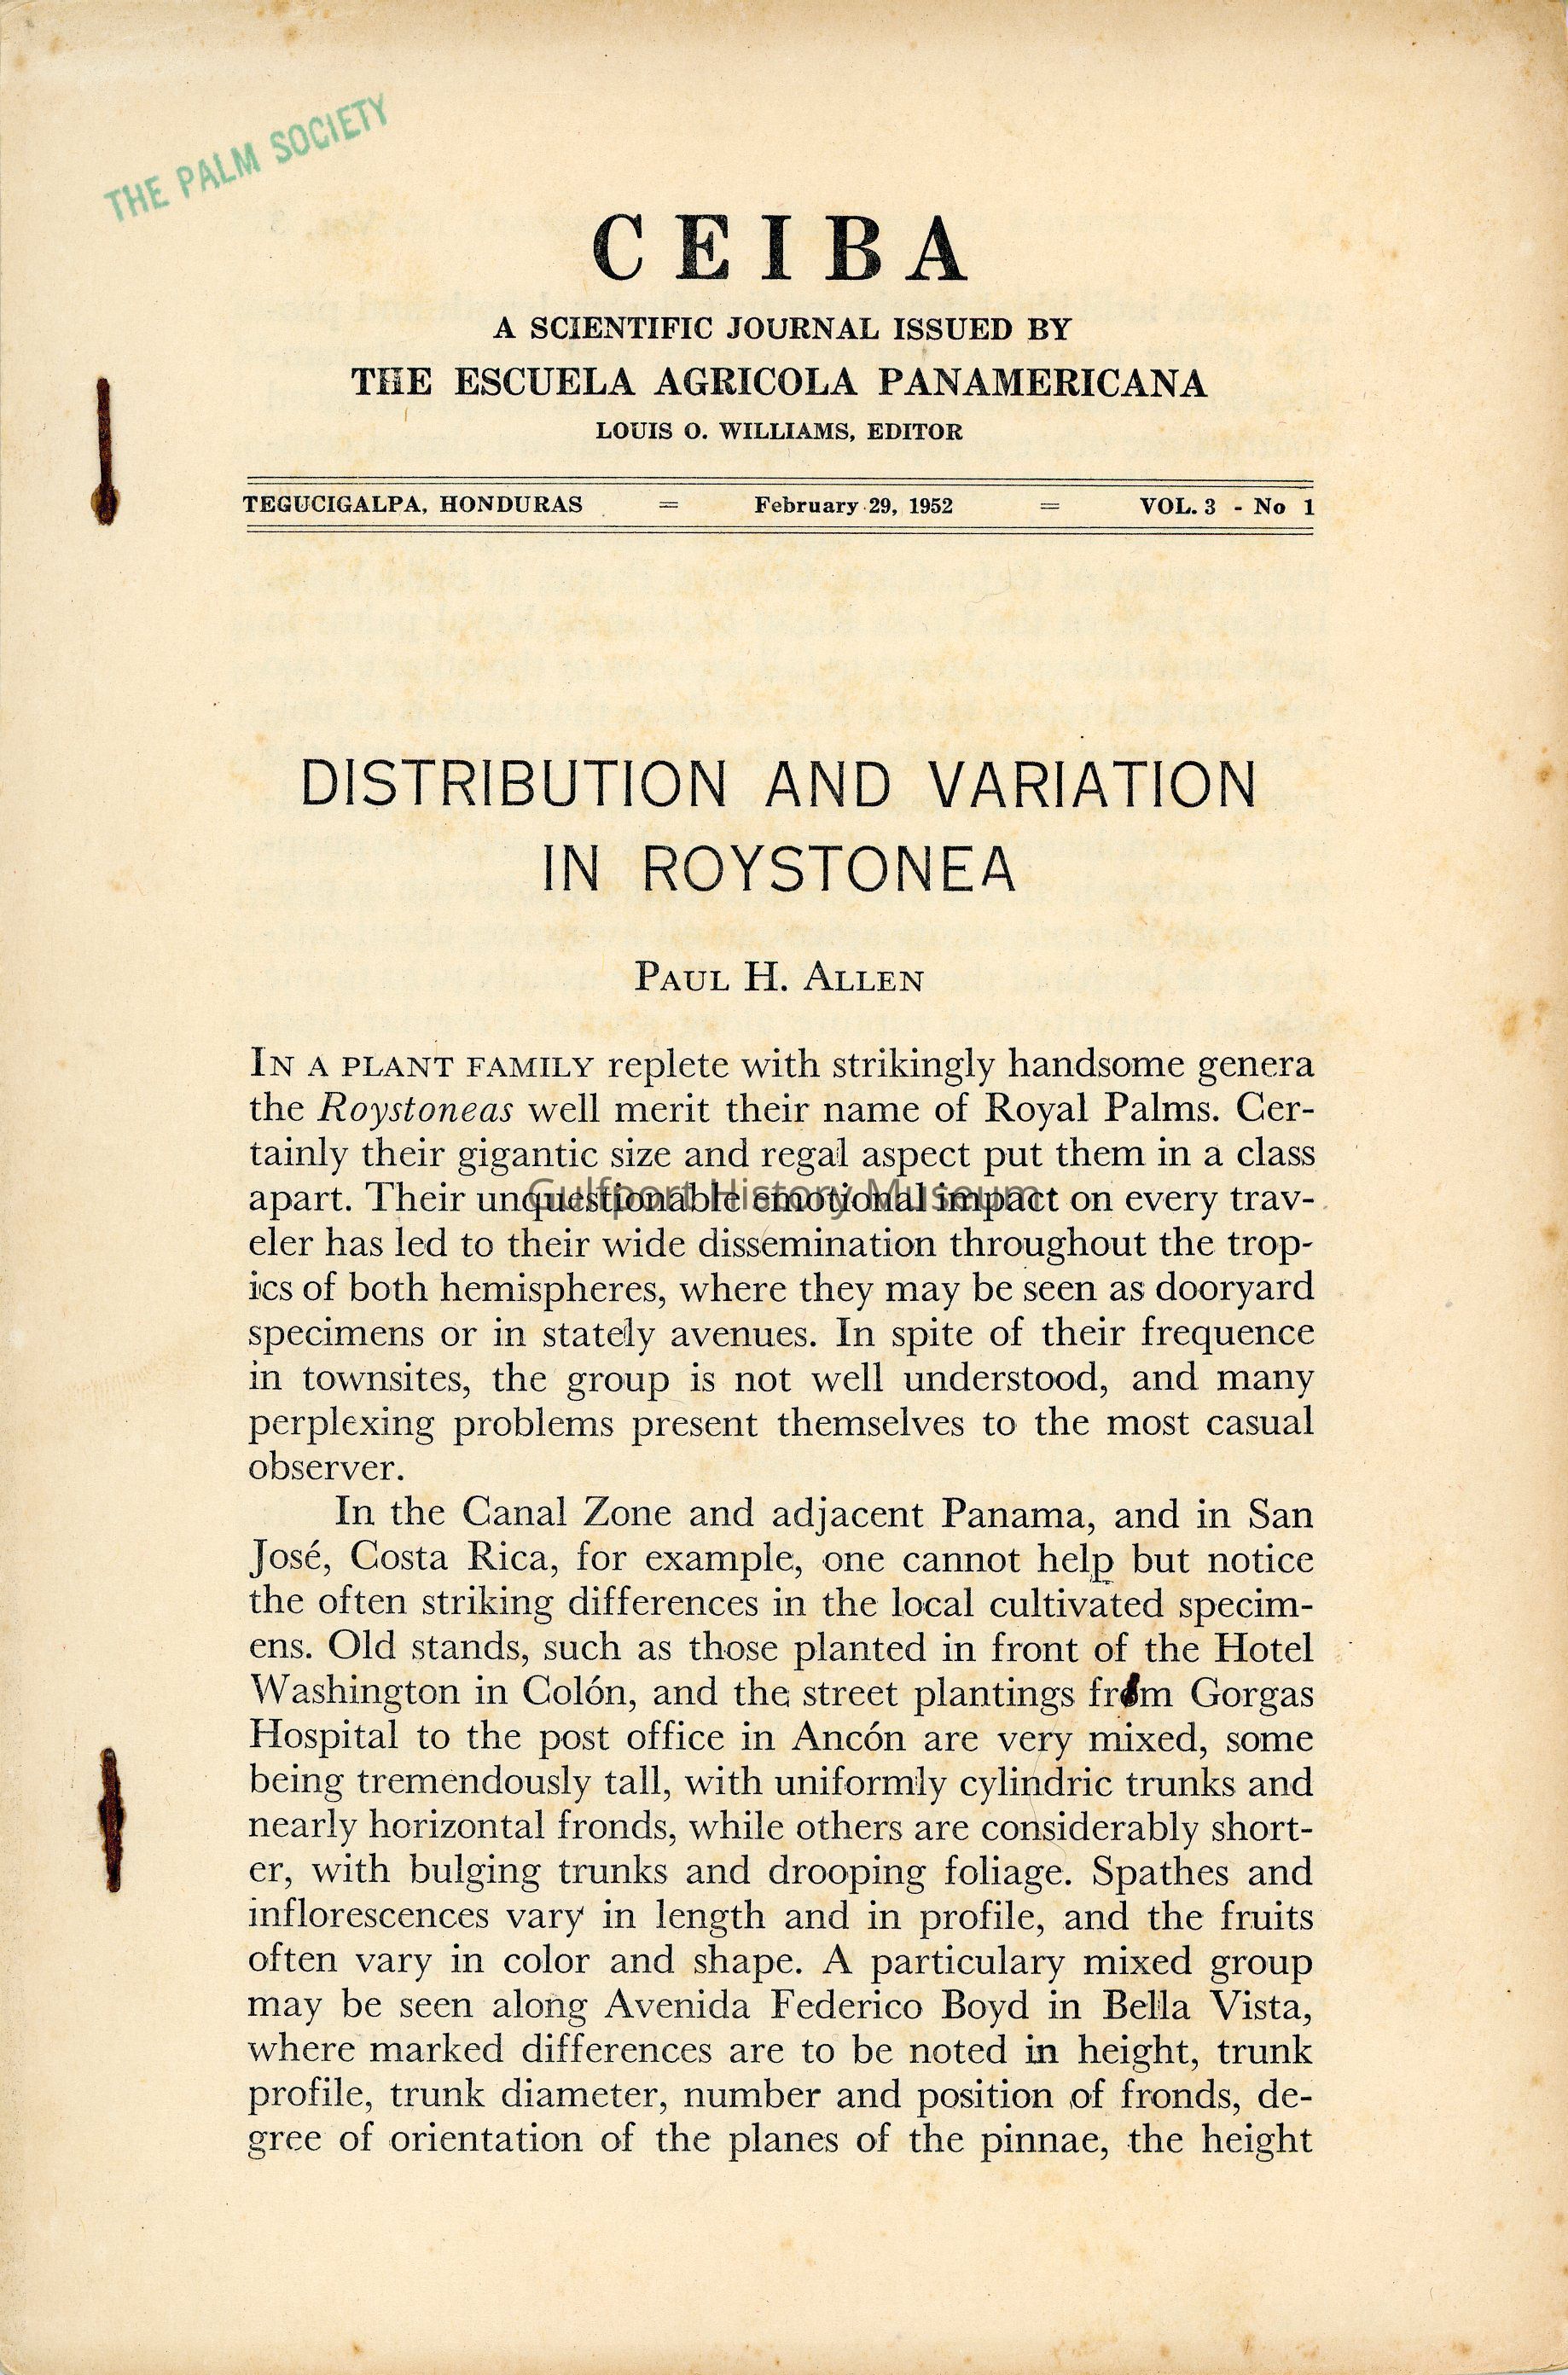 THE PALM SOCIETY
CEIBA
A SCIENTIFIC JOURNAL ISSUED BY
THE ESCUELA AGRICOLA PANAMERICANA
LOUIS O. WILLIAMS, EDITOR
TEGUCIGALPA, HONDURAS = February 29, 1952 = VOL. 3 - No 1
DISTRIBUTION AND VARIATION
IN ROYSTONEA
PAUL H. ALLEN
IN A PLANT FAMILY replete with strikingly handsome genera
the Roystoneas well merit their name of Royal Palms. Cer-
tainly their gigantic size and regal aspect put them in a class
apart. Their unquestionable emotional impact on every trav-
Gulfport History Museum
eler has led to their wide dissemination throughout the trop-
ics of both hemispheres, where they may be seen as dooryard
specimens or in stately avenues. In spite of their frequence
in townsites, the group is not well understood, and many
perplexing problems present themselves to the most casual
observer.
In the Canal Zone and adjacent Panama, and in San
José, Costa Rica, for example, one cannot help but notice
the often striking differences in the local cultivated specim-
ens. Old stands, such as those planted in front of the Hotel
Washington in Colón, and the street plantings from Gorgas
Hospital to the post office in Ancón are very mixed, some
being tremendously tall, with uniformly cylindric trunks and
nearly horizontal fronds, while others are considerably short-
er, with bulging trunks and drooping foliage. Spathes and
inflorescences vary in length and in profile, and the fruits
often vary in color and shape. A particulary mixed group
may be seen along Avenida Federico Boyd in Bella Vista,
where marked differences are to be noted in height, trunk
profile, trunk diameter, number and position of fronds, de-
gree of orientation of the planes of the pinnae, the height